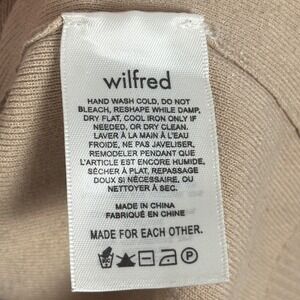 wilfred
HAND WASH COLD, DO NOT
BLEACH, RESHAPE WHILE DAMP.
DRY FLAT, COOL IRON ONLY IF
NEEDED, OR DRY CLEAN.
LAVER À LA MAIN À L'EAU
FROIDE, NE PAS JAVELISER,
REMODELER PENDANT QUE
L'ARTICLE EST ENCORE HUMIDE,
SÉCHER À PLAT, REPASSAGE
DOUX SI NÉCESSAIRE, OU
NETTOYER À SEC.
MADE IN CHINA
FABRIQUÉ EN CHINE
MADE FOR EACH OTHER.
P